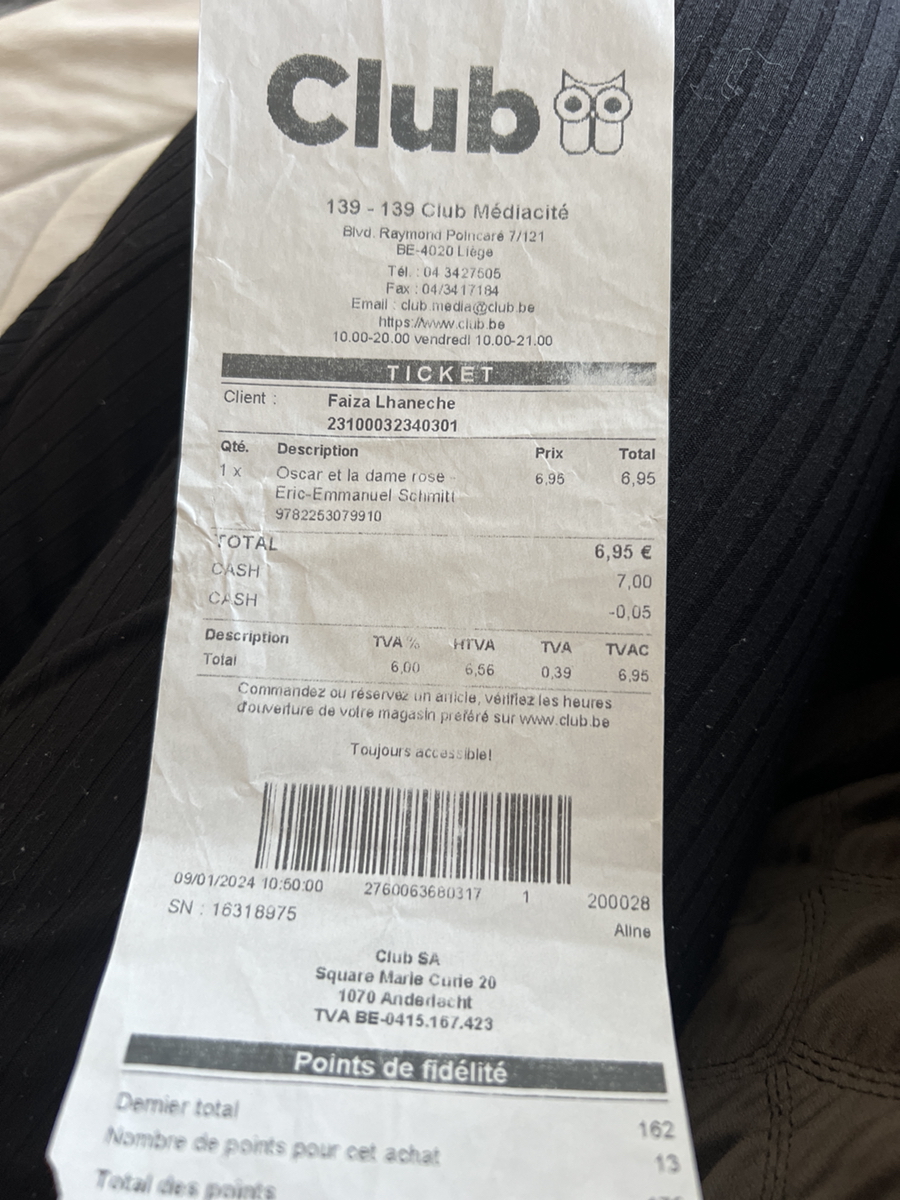 Club
139 - 139 Club Médiacité
Blvd. Raymond Poincaré 7/121
BE-4020 Liège
Tél. : 04 3427505
Fax : 04/3417184
Email : club.media@club.be
https://www.club.be
10.00-20.00 vendredi 10.00-21.00
TICKET
Client : Faiza Lhaneche
23100032340301
Qté. Description Prix Total
1 x Oscar et la dame rose - 6,95 6,95
Eric-Emmanuel Schmitt
9782253079910
TOTAL 6,95 €
CASH 7,00
CASH -0,05
Description TVA % HTVA TVA TVAC
Total 6,00 6,56 0,39 6,95
Commandez ou réservez un article, vérifiez les heures
d'ouverture de votre magasin préféré sur www.club.be
Toujours accessible!
09/01/2024 10:50:00 2760063680317 1 200028
SN : 16318975 Aline
Club SA
Square Marie Curie 20
1070 Anderlecht
TVA BE-0415.167.423
Points de fidélité
Dernier total 162
Nombre de points pour cet achat 13
Total des points